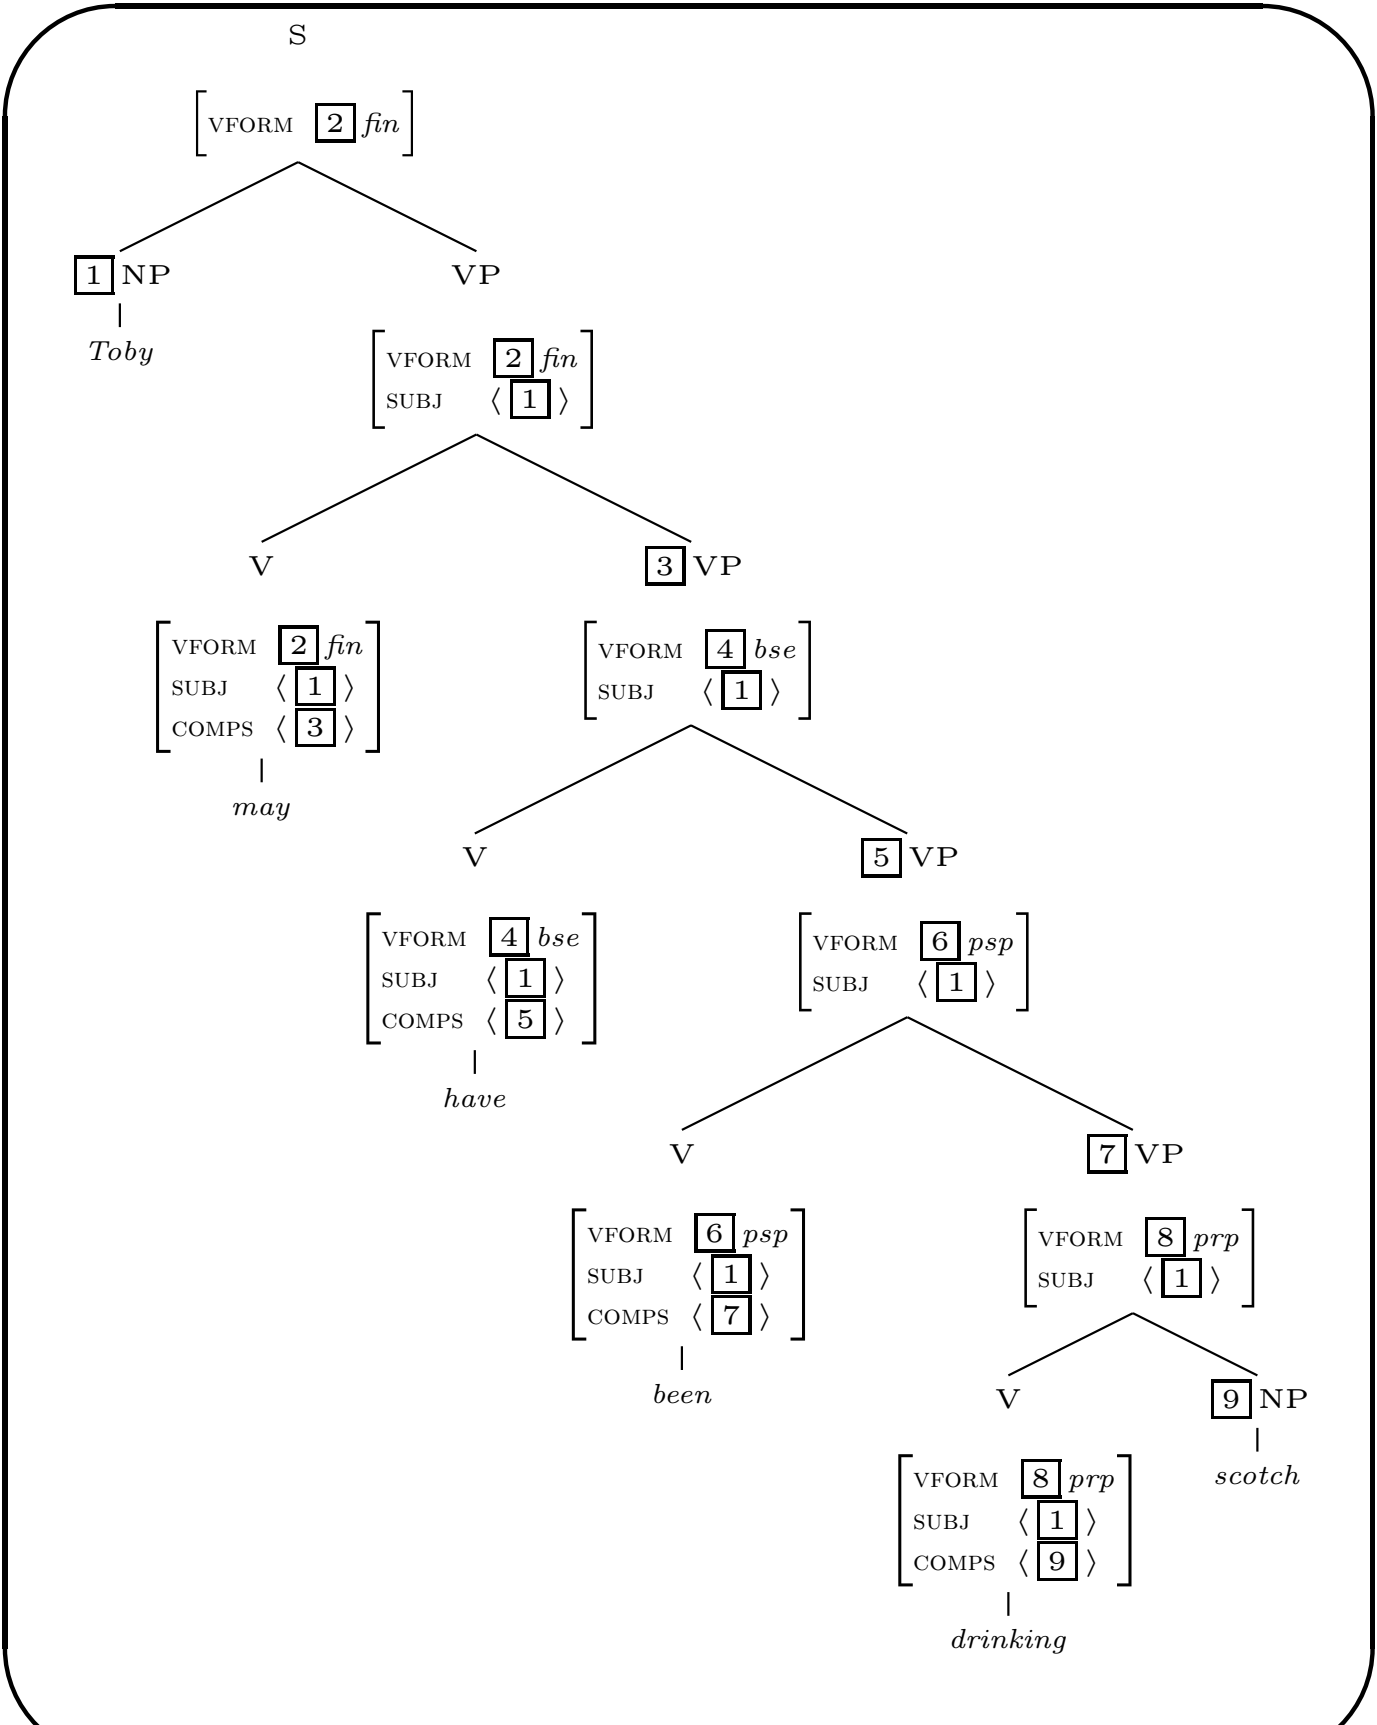 S
VFORM 2 fin
1 NP VP
Toby
VFORM 2 fin
SUBJ ⟨ 1 ⟩
V 3 VP
VFORM 2 fin
SUBJ ⟨ 1 ⟩
COMPS ⟨ 3 ⟩
VFORM 4 bse
SUBJ ⟨ 1 ⟩
may
V 5 VP
VFORM 4 bse
SUBJ ⟨ 1 ⟩
COMPS ⟨ 5 ⟩
VFORM 6 psp
SUBJ ⟨ 1 ⟩
have
V 7 VP
VFORM 6 psp
SUBJ ⟨ 1 ⟩
COMPS ⟨ 7 ⟩
VFORM 8 prp
SUBJ ⟨ 1 ⟩
been
V 9 NP
scotch
VFORM 8 prp
SUBJ ⟨ 1 ⟩
COMPS ⟨ 9 ⟩
drinking